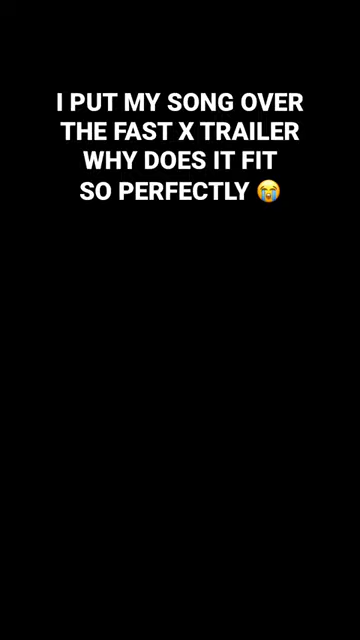 I PUT MY SONG OVER
THE FAST X TRAILER
WHY DOES IT FIT
SO PERFECTLY 😭